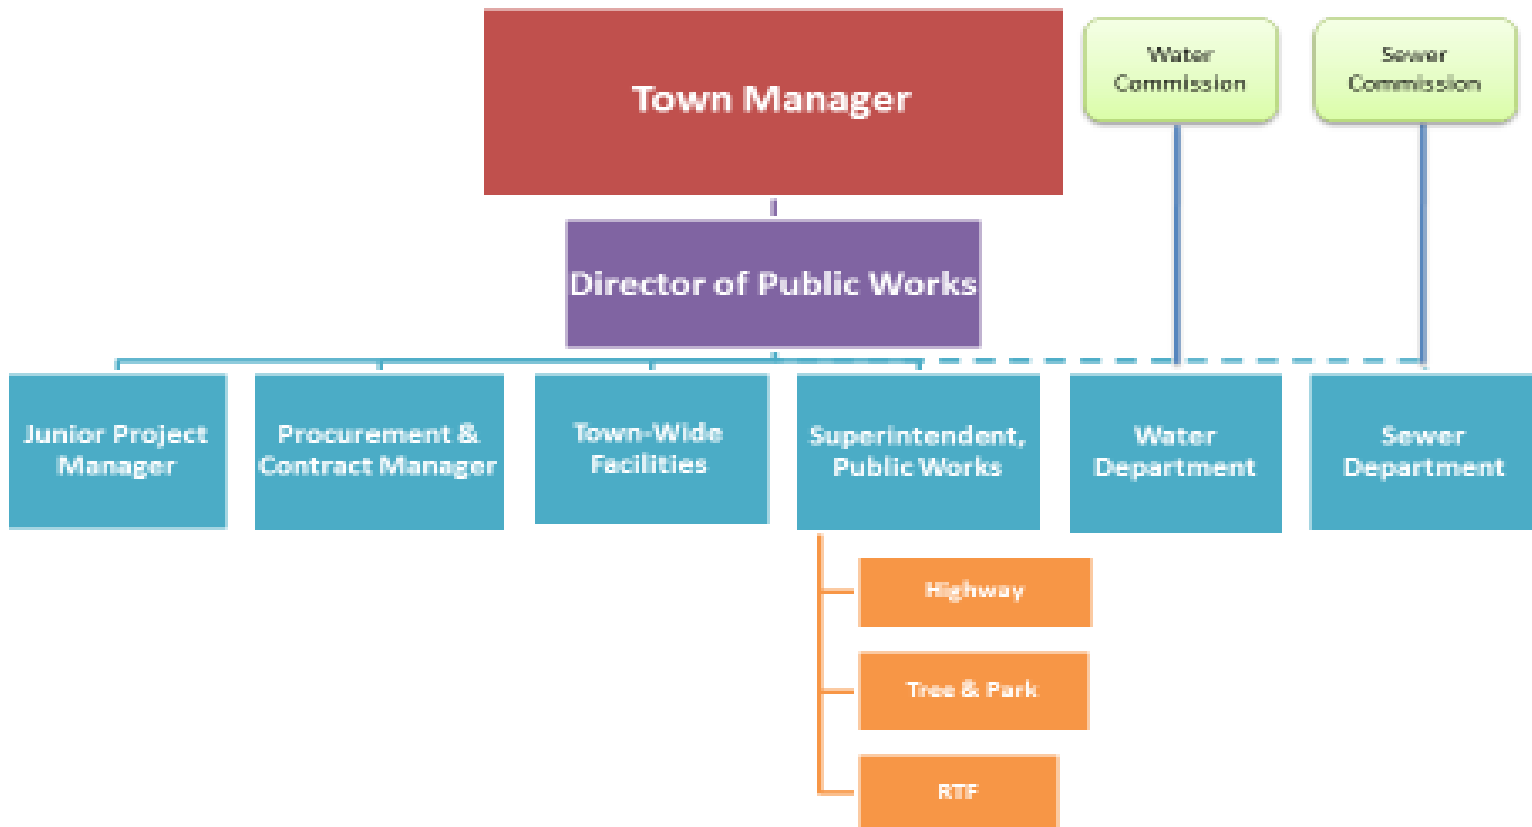 Town Manager
Water
Commission
Sewer
Commission
Director of Public Works
Junior Project
Manager
Procurement &
Contract Manager
Town-Wide
Facilities
Superintendent,
Public Works
Water
Department
Sewer
Department
Highway
Tree & Park
RTF